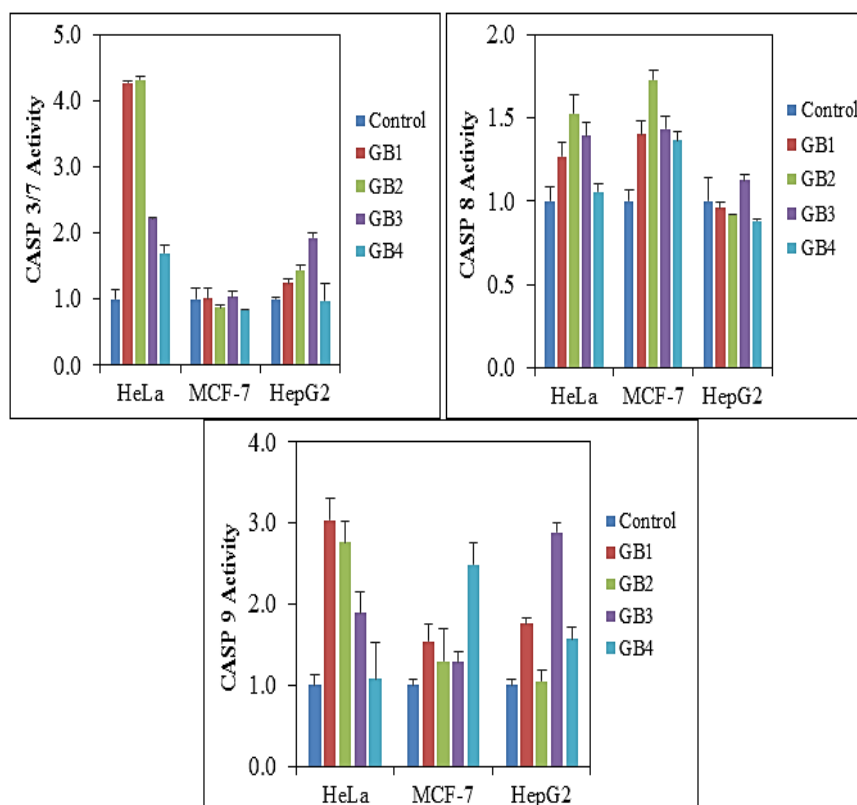 CASP 3/7 Activity
5.0
4.0
3.0
2.0
1.0
0.0
HeLa MCF-7 HepG2
Control
GB1
GB2
GB3
GB4
CASP 8 Activity
2.0
1.5
1.0
0.5
0.0
HeLa MCF-7 HepG2
Control
GB1
GB2
GB3
GB4
CASP 9 Activity
4.0
3.0
2.0
1.0
0.0
HeLa MCF-7 HepG2
Control
GB1
GB2
GB3
GB4